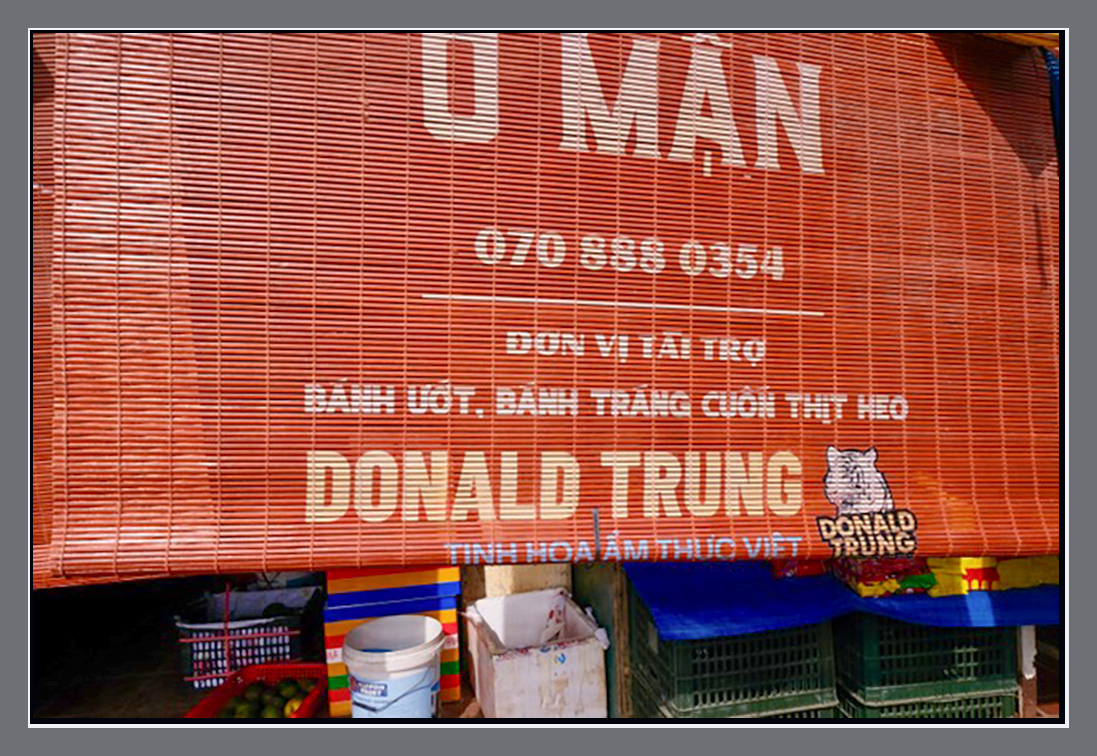 Ô MẬN
070 888 0354
ĐƠN VỊ TÀI TRỢ
BÁNH ƯỚT, BÁNH TRÁNG CUỐN THỊT HEO
DONALD TRUNG
DONALD
TRUNG
TINH HOA ẨM THỰC VIỆT